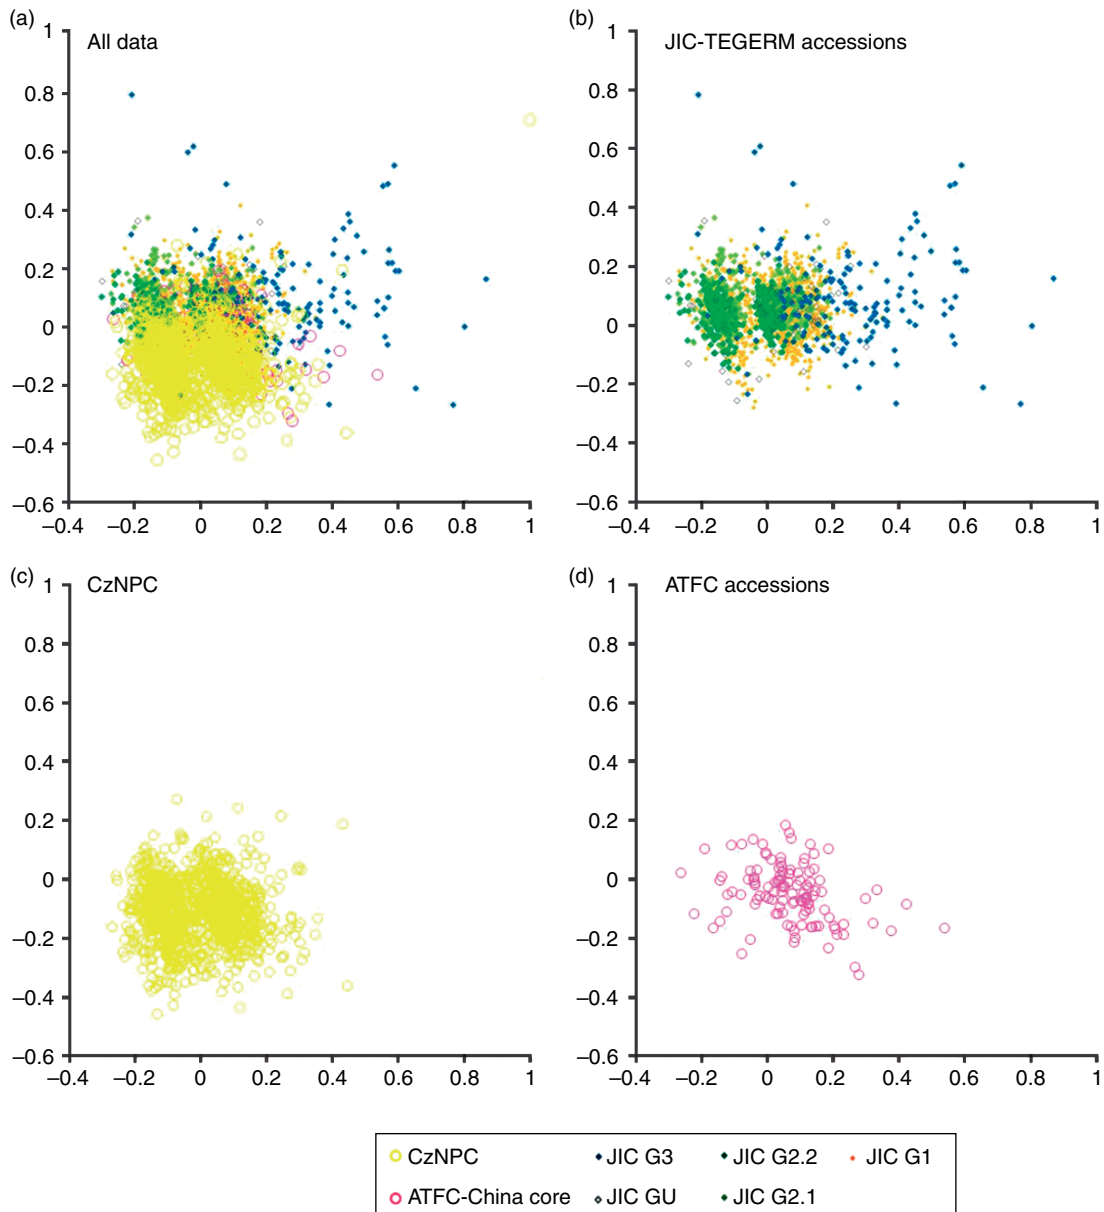 (a)
All data
1
0.8
0.6
0.4
0.2
0
−0.2
−0.4
−0.6
−0.4 −0.2 0 0.2 0.4 0.6 0.8 1
(b)
JIC-TEGERM accessions
1
0.8
0.6
0.4
0.2
0
−0.2
−0.4
−0.6
−0.4 −0.2 0 0.2 0.4 0.6 0.8 1
(c)
CzNPC
1
0.8
0.6
0.4
0.2
0
−0.2
−0.4
−0.6
−0.4 −0.2 0 0.2 0.4 0.6 0.8 1
(d)
ATFC accessions
1
0.8
0.6
0.4
0.2
0
−0.2
−0.4
−0.6
−0.4 −0.2 0 0.2 0.4 0.6 0.8 1
CzNPC JIC G3 JIC G2.2 JIC G1
ATFC-China core JIC GU JIC G2.1